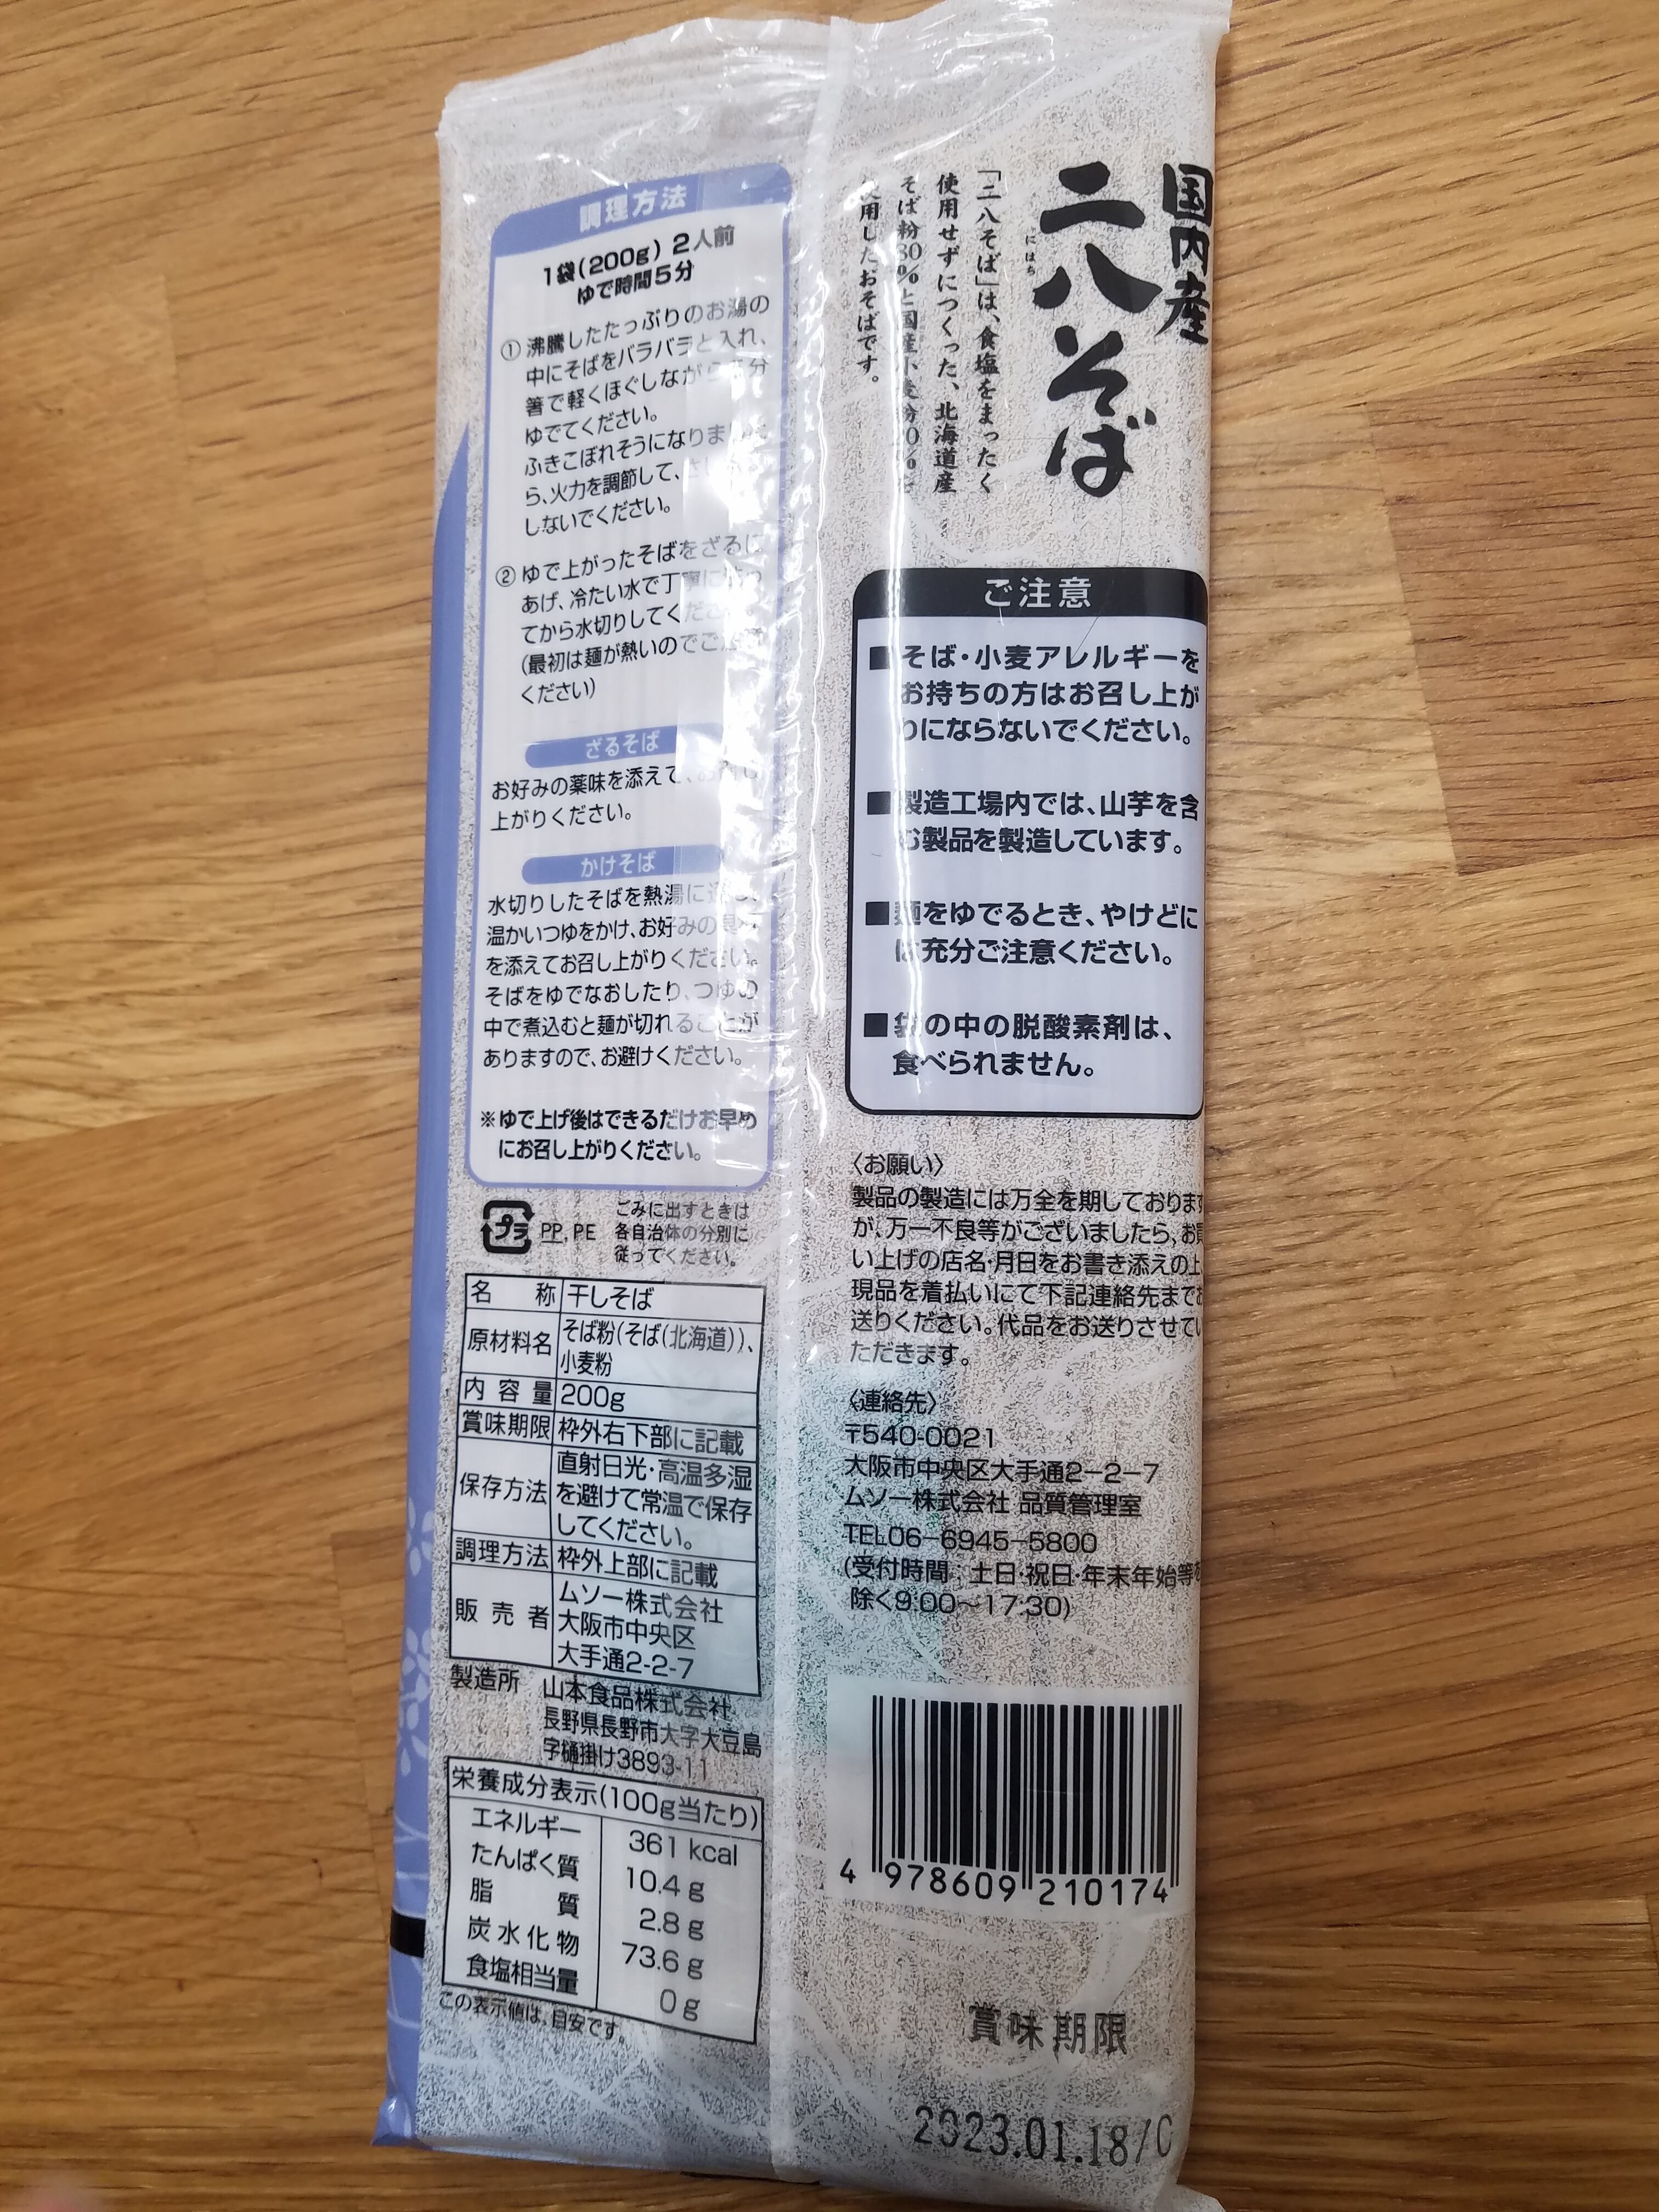 国内産
二八そば
にはち
「二八そば」は、食塩をまったく
使用せずにつくった、北海道産
そば粉80%と国産小麦粉20%を
使用したおそばです。
調理方法
1袋(200g) 2人前
ゆで時間5分
① 沸騰したたっぷりのお湯の
中にそばをバラバラと入れ、
箸で軽くほぐしながら5分
ゆでてください。
ふきこぼれそうになりました
ら、火力を調節して、
しないでください。
② ゆで上がったそばをざるに
あげ、冷たい水で丁寧に洗っ
てから水切りしてください。
(最初は麺が熱いのでご注意
ください)
ざるそば
お好みの薬味を添えて、お召し
上がりください。
かけそば
水切りしたそばを熱湯に通し、
温かいつゆをかけ、お好みの具材
を添えてお召し上がりください。
そばをゆでなおしたり、つゆの
中で煮込むと麺が切れることが
ありますので、お避けください。
※ゆで上げ後はできるだけお早め
にお召し上がりください。
プラ PP, PE
ごみに出すときは
各自治体の分別に
従ってください。
名 称 干しそば
原材料名 そば粉(そば(北海道))、
小麦粉
内容量 200g
賞味期限 枠外右下部に記載
保存方法 直射日光・高温多湿
を避けて常温で保存
してください。
調理方法 枠外上部に記載
販売者 ムソー株式会社
大阪市中央区
大手通2-2-7
製造所 山本食品株式会社
長野県長野市大字大豆島
字樋掛け3893-11
栄養成分表示(100g当たり)
エネルギー 361 kcal
たんぱく質 10.4 g
脂 質 2.8 g
炭水化物 73.6 g
食塩相当量 0 g
この表示値は、目安です。
ご注意
■そば・小麦アレルギーを
お持ちの方はお召し上が
りにならないでください。
■製造工場内では、山芋を含
む製品を製造しています。
■麺をゆでるとき、やけどに
は充分ご注意ください。
■袋の中の脱酸素剤は、
食べられません。
〈お願い〉
製品の製造には万全を期しております
が、万一不良等がございましたら、お買
い上げの店名・月日をお書き添えの上
現品を着払いにて下記連絡先までお
送りください。代品をお送りさせてい
ただきます。
〈連絡先〉
〒540-0021
大阪市中央区大手通2-2-7
ムソー株式会社 品質管理室
TEL06-6945-5800
(受付時間:土日・祝日・年末年始等を
除く9:00〜17:30)
4 978609 210174
賞味期限
2023.01.18/C